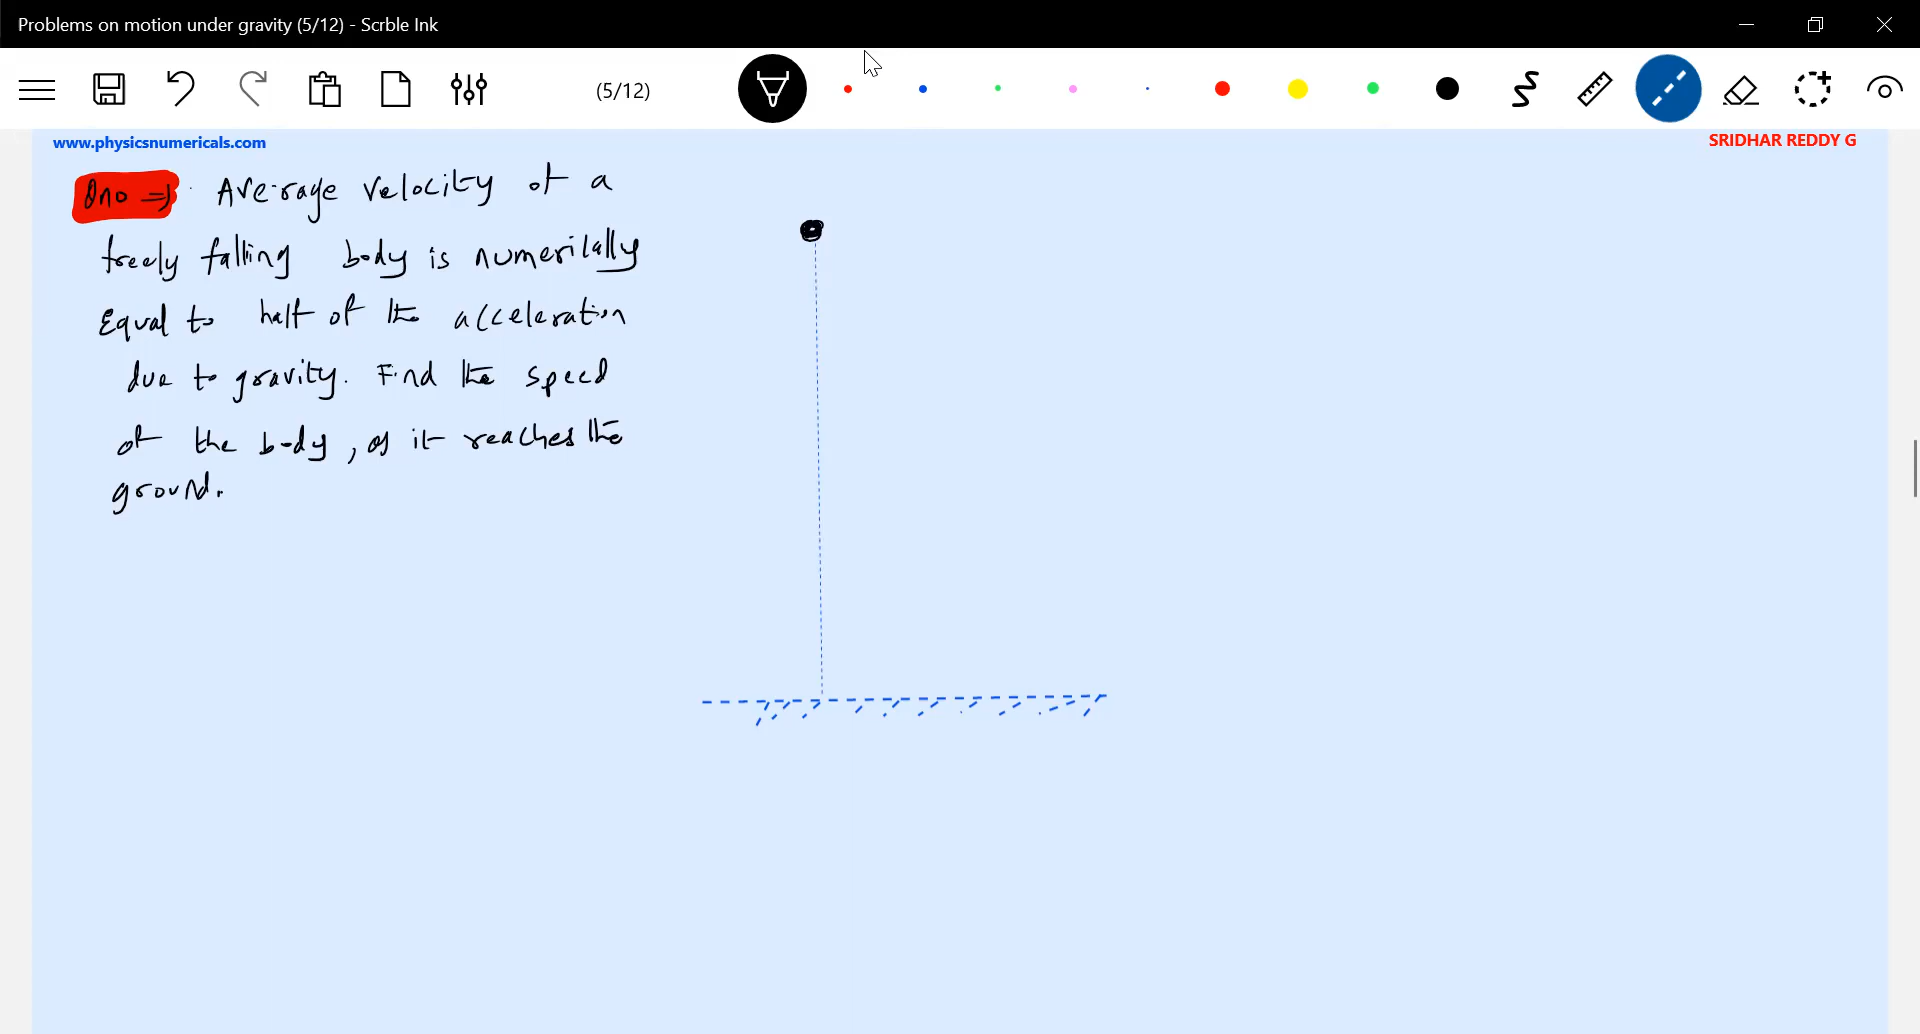 Problems on motion under gravity (5/12) - Scrble Ink
(5/12)
www.physicsnumericals.com
SRIDHAR REDDY G
Qno ⇒ Average velocity of a
freely falling body is numerically
Equal to half of the acceleration
due to gravity. Find the speed
of the body, as it reaches the
ground.